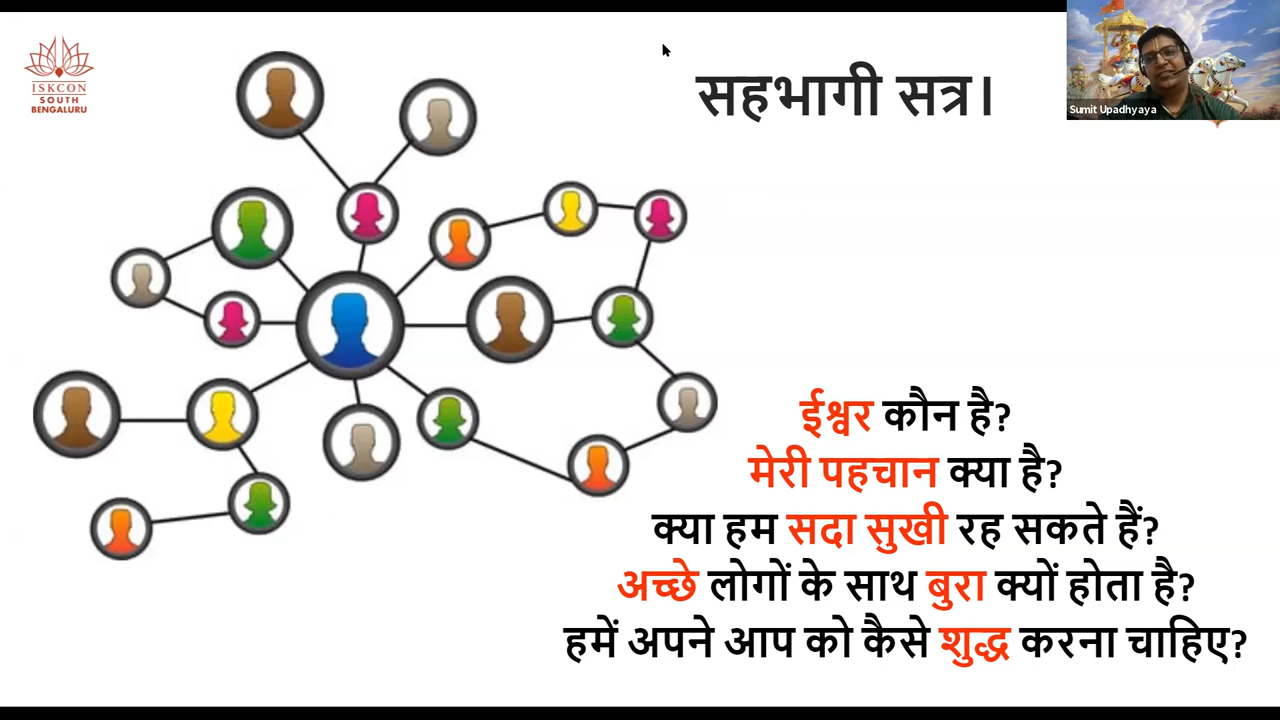 ISKCON
SOUTH
BENGALURU
सहभागी सत्र।
Sumit Upadhyaya
ईश्वर कौन है?
मेरी पहचान क्या है?
क्या हम सदा सुखी रह सकते हैं?
अच्छे लोगों के साथ बुरा क्यों होता है?
हमें अपने आप को कैसे शुद्ध करना चाहिए?